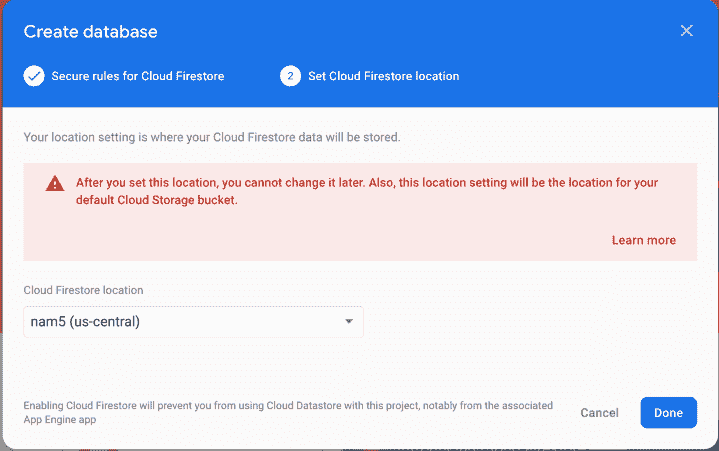 Create database
Secure rules for Cloud Firestore
2 Set Cloud Firestore location
Your location setting is where your Cloud Firestore data will be stored.
After you set this location, you cannot change it later. Also, this location setting will be the location for your
default Cloud Storage bucket.
Learn more
Cloud Firestore location
nam5 (us-central)
Enabling Cloud Firestore will prevent you from using Cloud Datastore with this project, notably from the associated
App Engine app
Cancel
Done